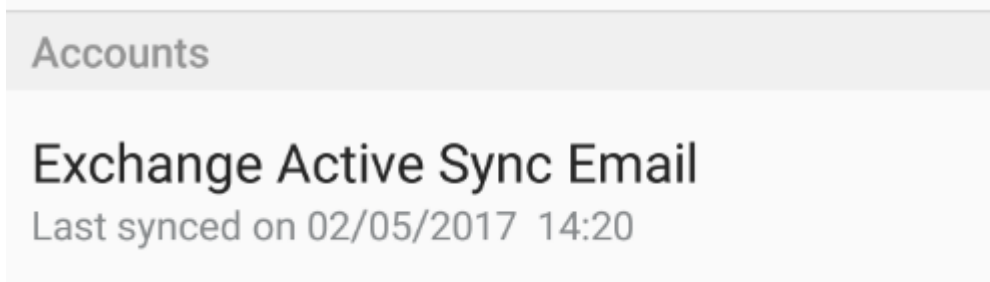 Accounts
Exchange Active Sync Email
Last synced on 02/05/2017 14:20